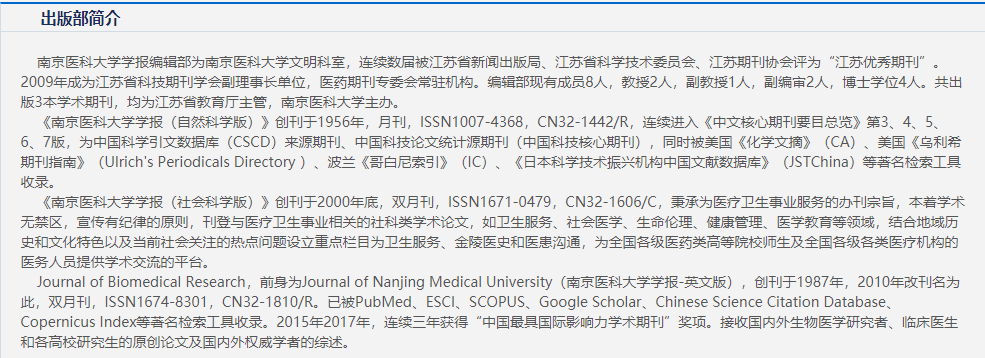 出版部简介
南京医科大学学报编辑部为南京医科大学文明科室，连续数届被江苏省新闻出版局、江苏省科学技术委员会、江苏期刊协会评为“江苏优秀期刊”。
2009年成为江苏省科技期刊学会副理事长单位，医药期刊专委会常驻机构。编辑部现有成员8人，教授2人，副教授1人，副编审2人，博士学位4人。共出
版3本学术期刊，均为江苏省教育厅主管，南京医科大学主办。
《南京医科大学学报（自然科学版）》创刊于1956年，月刊，ISSN1007-4368，CN32-1442/R，连续进入《中文核心期刊要目总览》第3、4、5、
6、7版，为中国科学引文数据库（CSCD）来源期刊、中国科技论文统计源期刊（中国科技核心期刊），同时被美国《化学文摘》（CA）、美国《乌利希
期刊指南》（Ulrich's Periodicals Directory ）、波兰《哥白尼索引》（IC）、《日本科学技术振兴机构中国文献数据库》（JSTChina）等著名检索工具
收录。
《南京医科大学学报（社会科学版）》创刊于2000年底，双月刊，ISSN1671-0479，CN32-1606/C，秉承为医疗卫生事业服务的办刊宗旨，本着学术
无禁区，宣传有纪律的原则，刊登与医疗卫生事业相关的社科类学术论文，如卫生服务、社会医学、生命伦理、健康管理、医学教育等领域，结合地域历
史和文化特色以及当前社会关注的热点问题设立重点栏目为卫生服务、金陵医史和医患沟通，为全国各级医药类高等院校师生及全国各级各类医疗机构的
医务人员提供学术交流的平台。
Journal of Biomedical Research，前身为Journal of Nanjing Medical University（南京医科大学学报-英文版），创刊于1987年，2010年改刊名为
此，双月刊，ISSN1674-8301，CN32-1810/R。已被PubMed、ESCI、SCOPUS、Google Scholar、Chinese Science Citation Database、
Copernicus Index等著名检索工具收录。2015年2017年，连续三年获得“中国最具国际影响力学术期刊”奖项。接收国内外生物医学研究者、临床医生
和各高校研究生的原创论文及国内外权威学者的综述。